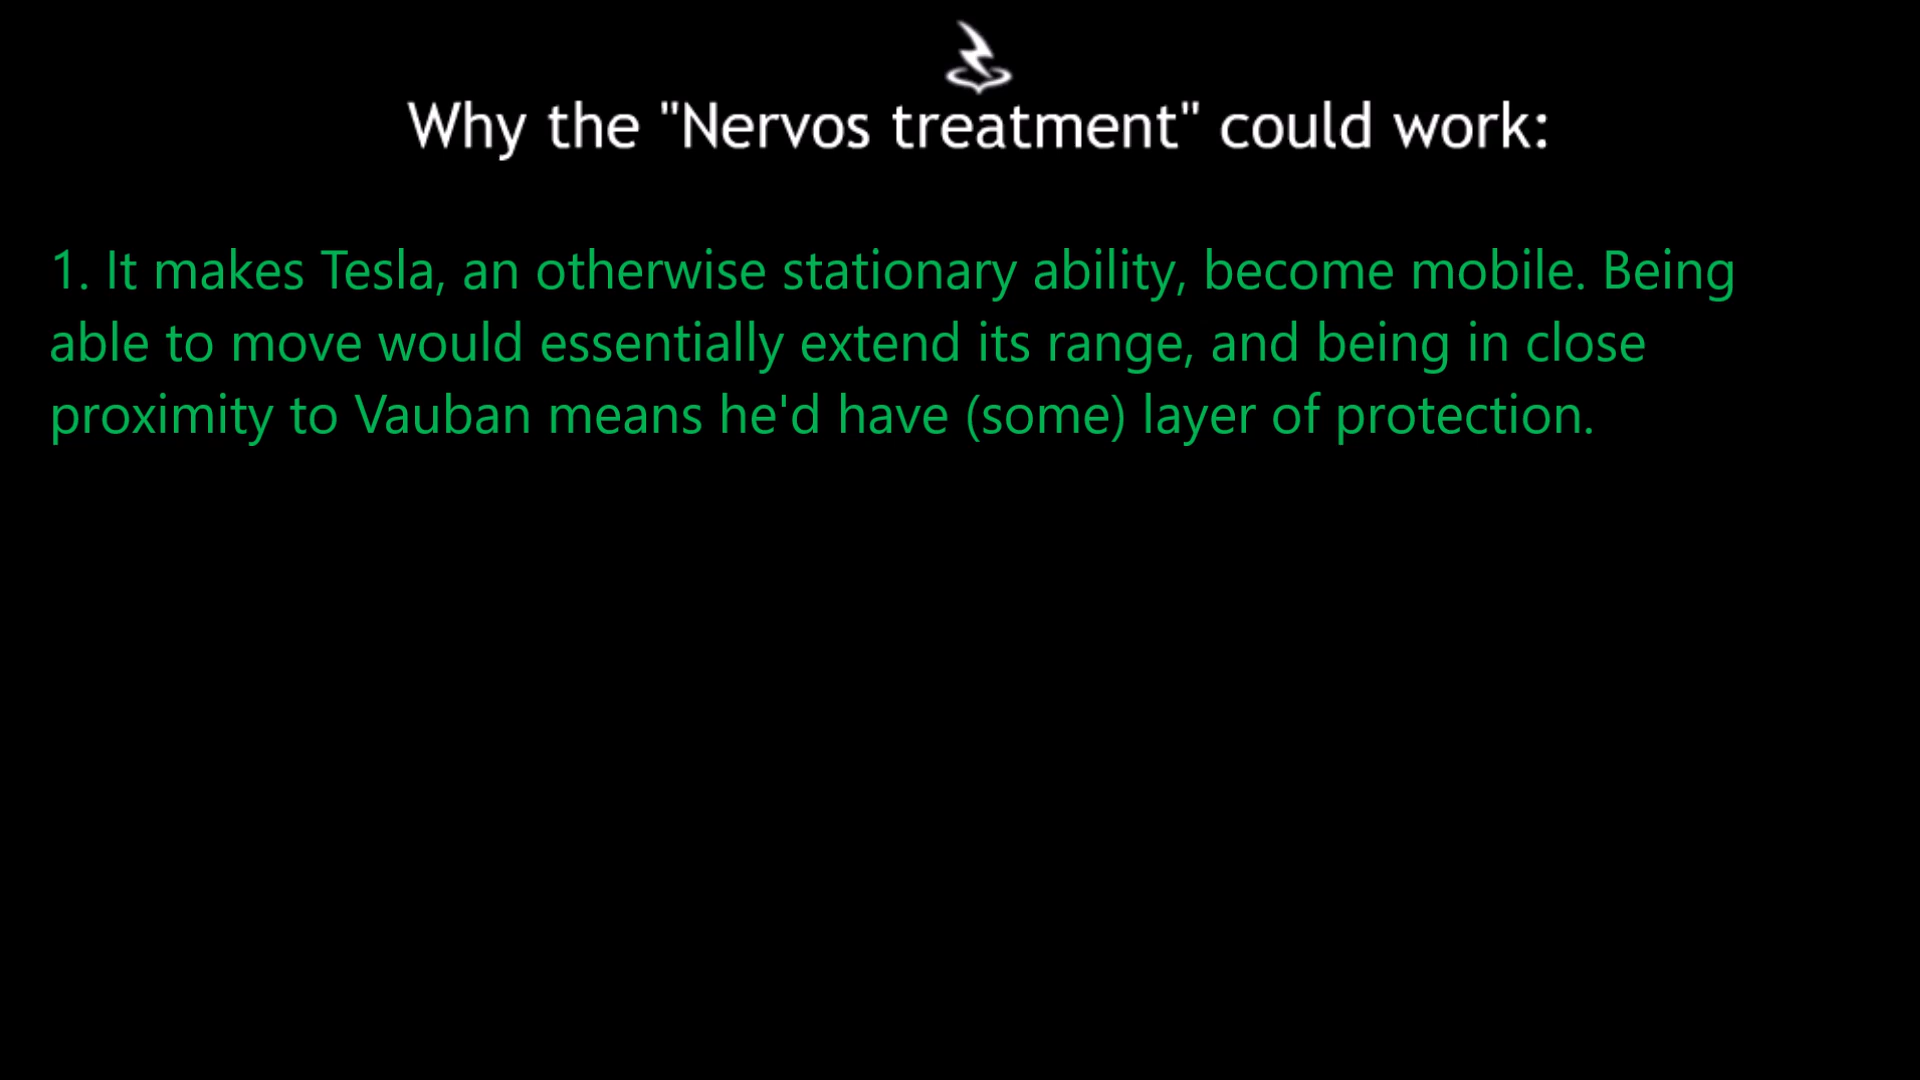 Why the "Nervos treatment" could work:
1. It makes Tesla, an otherwise stationary ability, become mobile. Being
able to move would essentially extend its range, and being in close
proximity to Vauban means he'd have (some) layer of protection.